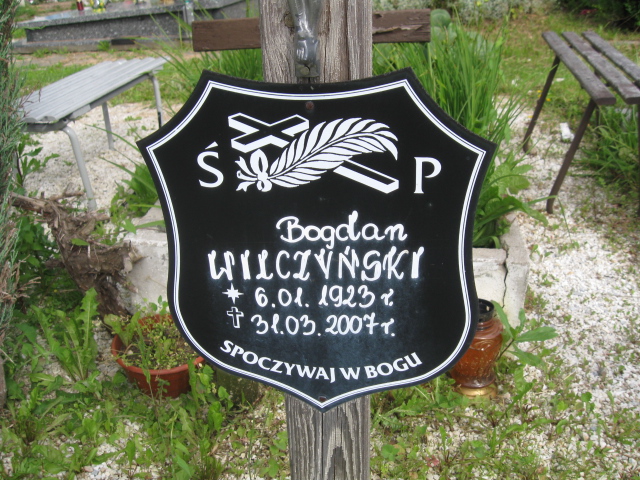 Ś P
Bogdan
WILCZYŃSKI
6.01.1923 r.
31.03.2007 r.
SPOCZYWAJ W BOGU